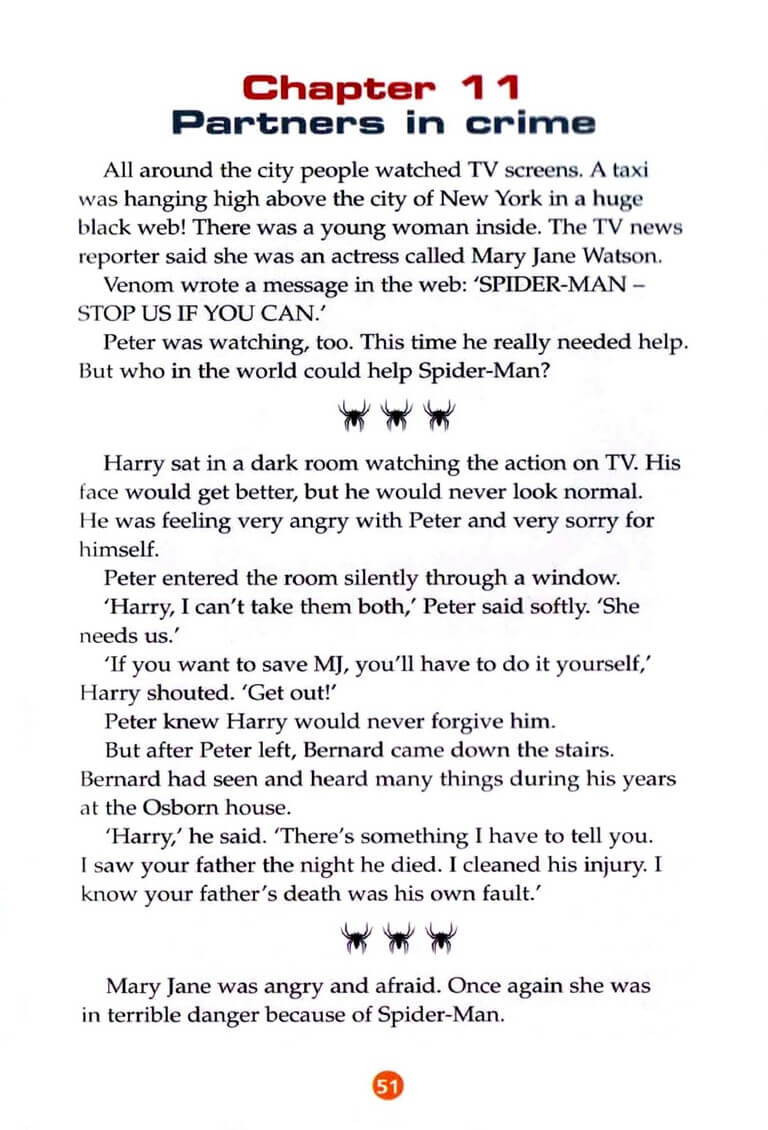 Chapter 11
Partners in crime
All around the city people watched TV screens. A taxi
was hanging high above the city of New York in a huge
black web! There was a young woman inside. The TV news
reporter said she was an actress called Mary Jane Watson.
Venom wrote a message in the web: ‘SPIDER-MAN –
STOP US IF YOU CAN.’
Peter was watching, too. This time he really needed help.
But who in the world could help Spider-Man?
Harry sat in a dark room watching the action on TV. His
face would get better, but he would never look normal.
He was feeling very angry with Peter and very sorry for
himself.
Peter entered the room silently through a window.
‘Harry, I can’t take them both,’ Peter said softly. ‘She
needs us.’
‘If you want to save MJ, you’ll have to do it yourself,’
Harry shouted. ‘Get out!’
Peter knew Harry would never forgive him.
But after Peter left, Bernard came down the stairs.
Bernard had seen and heard many things during his years
at the Osborn house.
‘Harry,’ he said. ‘There’s something I have to tell you.
I saw your father the night he died. I cleaned his injury. I
know your father’s death was his own fault.’
Mary Jane was angry and afraid. Once again she was
in terrible danger because of Spider-Man.
51